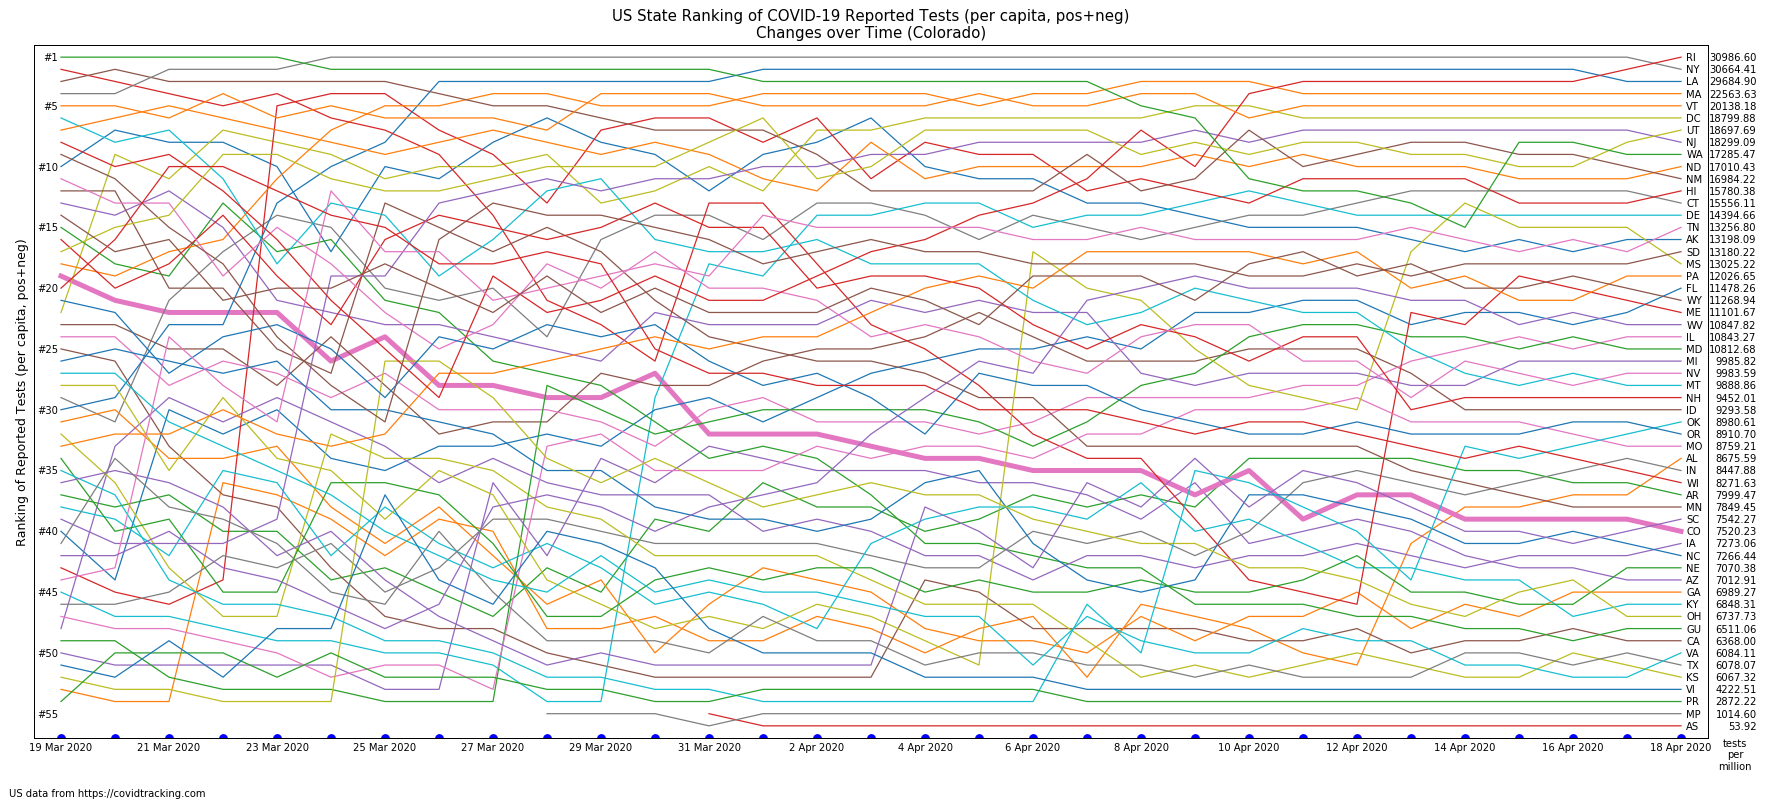 US State Ranking of COVID-19 Reported Tests (per capita, pos+neg)
Changes over Time (Colorado)
Ranking of Reported Tests (per capita, pos+neg)
#1
#5
#10
#15
#20
#25
#30
#35
#40
#45
#50
#55
RI 30986.60
NY 30664.41
LA 29684.90
MA 22563.63
VT 20138.18
DC 18799.88
UT 18697.69
NJ 18299.09
WA 17285.47
ND 17010.43
NM 16984.22
HI 15780.38
CT 15556.11
DE 14394.66
TN 13256.80
AK 13198.09
SD 13180.22
MS 13025.22
PA 12026.65
FL 11478.26
WY 11268.94
ME 11101.67
WV 10847.82
IL 10843.27
MD 10812.68
MI 9985.82
NV 9983.59
MT 9888.86
NH 9452.01
ID 9293.58
OK 8980.61
OR 8910.70
MO 8759.21
AL 8675.59
IN 8447.88
WI 8271.63
AR 7999.47
MN 7849.45
SC 7542.27
CO 7520.23
IA 7273.06
NC 7266.44
NE 7070.38
AZ 7012.91
GA 6989.27
KY 6848.31
OH 6737.73
GU 6511.06
CA 6368.00
VA 6084.11
TX 6078.07
KS 6067.32
VI 4222.51
PR 2872.22
MP 1014.60
AS 53.92
19 Mar 2020 21 Mar 2020 23 Mar 2020 25 Mar 2020 27 Mar 2020 29 Mar 2020 31 Mar 2020 2 Apr 2020 4 Apr 2020 6 Apr 2020 8 Apr 2020 10 Apr 2020 12 Apr 2020 14 Apr 2020 16 Apr 2020 18 Apr 2020
tests
per
million
US data from https://covidtracking.com